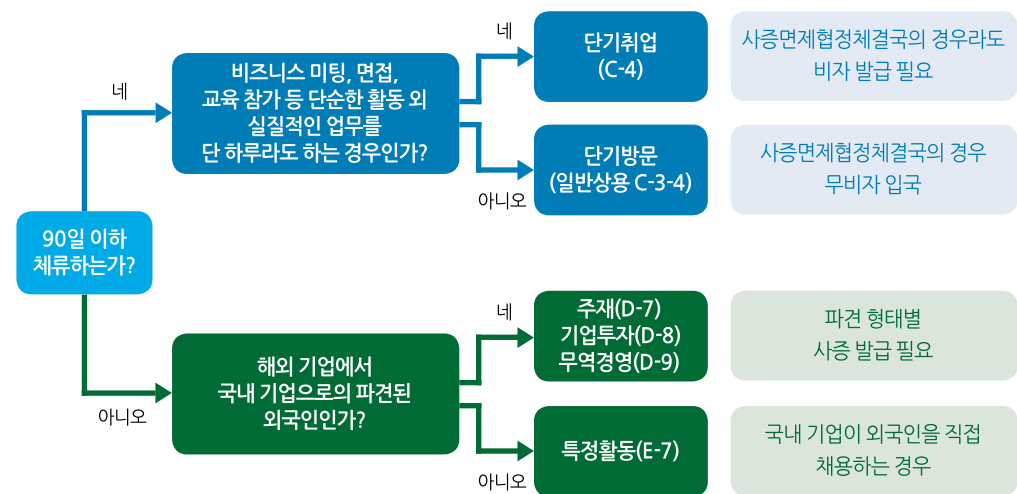 90일 이하
체류하는가?
네
비즈니스 미팅, 면접,
교육 참가 등 단순한 활동 외
실질적인 업무를
단 하루라도 하는 경우인가?
네
단기취업
(C-4)
사증면제협정체결국의 경우라도
비자 발급 필요
아니오
단기방문
(일반상용 C-3-4)
사증면제협정체결국의 경우
무비자 입국
아니오
해외 기업에서
국내 기업으로의 파견된
외국인인가?
네
주재(D-7)
기업투자(D-8)
무역경영(D-9)
파견 형태별
사증 발급 필요
아니오
특정활동(E-7)
국내 기업이 외국인을 직접
채용하는 경우